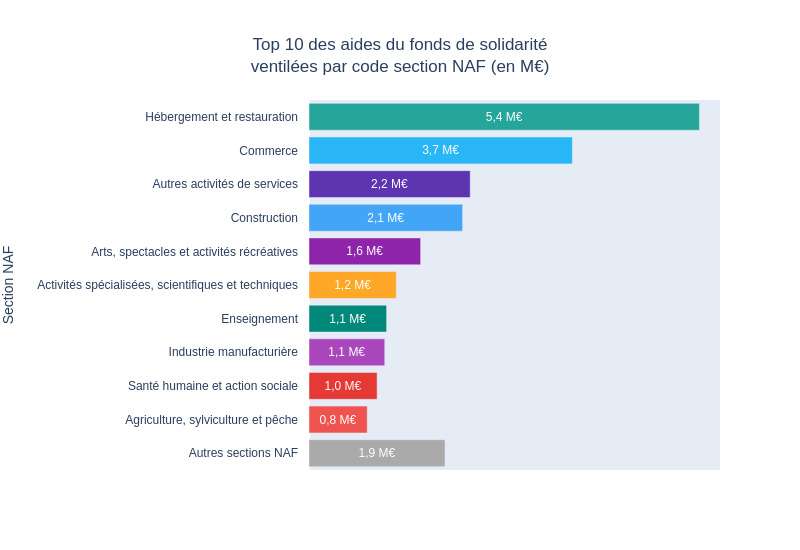 Top 10 des aides du fonds de solidarité
ventilées par code section NAF (en M€)
Section NAF
Hébergement et restauration 5,4 M€
Commerce 3,7 M€
Autres activités de services 2,2 M€
Construction 2,1 M€
Arts, spectacles et activités récréatives 1,6 M€
Activités spécialisées, scientifiques et techniques 1,2 M€
Enseignement 1,1 M€
Industrie manufacturière 1,1 M€
Santé humaine et action sociale 1,0 M€
Agriculture, sylviculture et pêche 0,8 M€
Autres sections NAF 1,9 M€